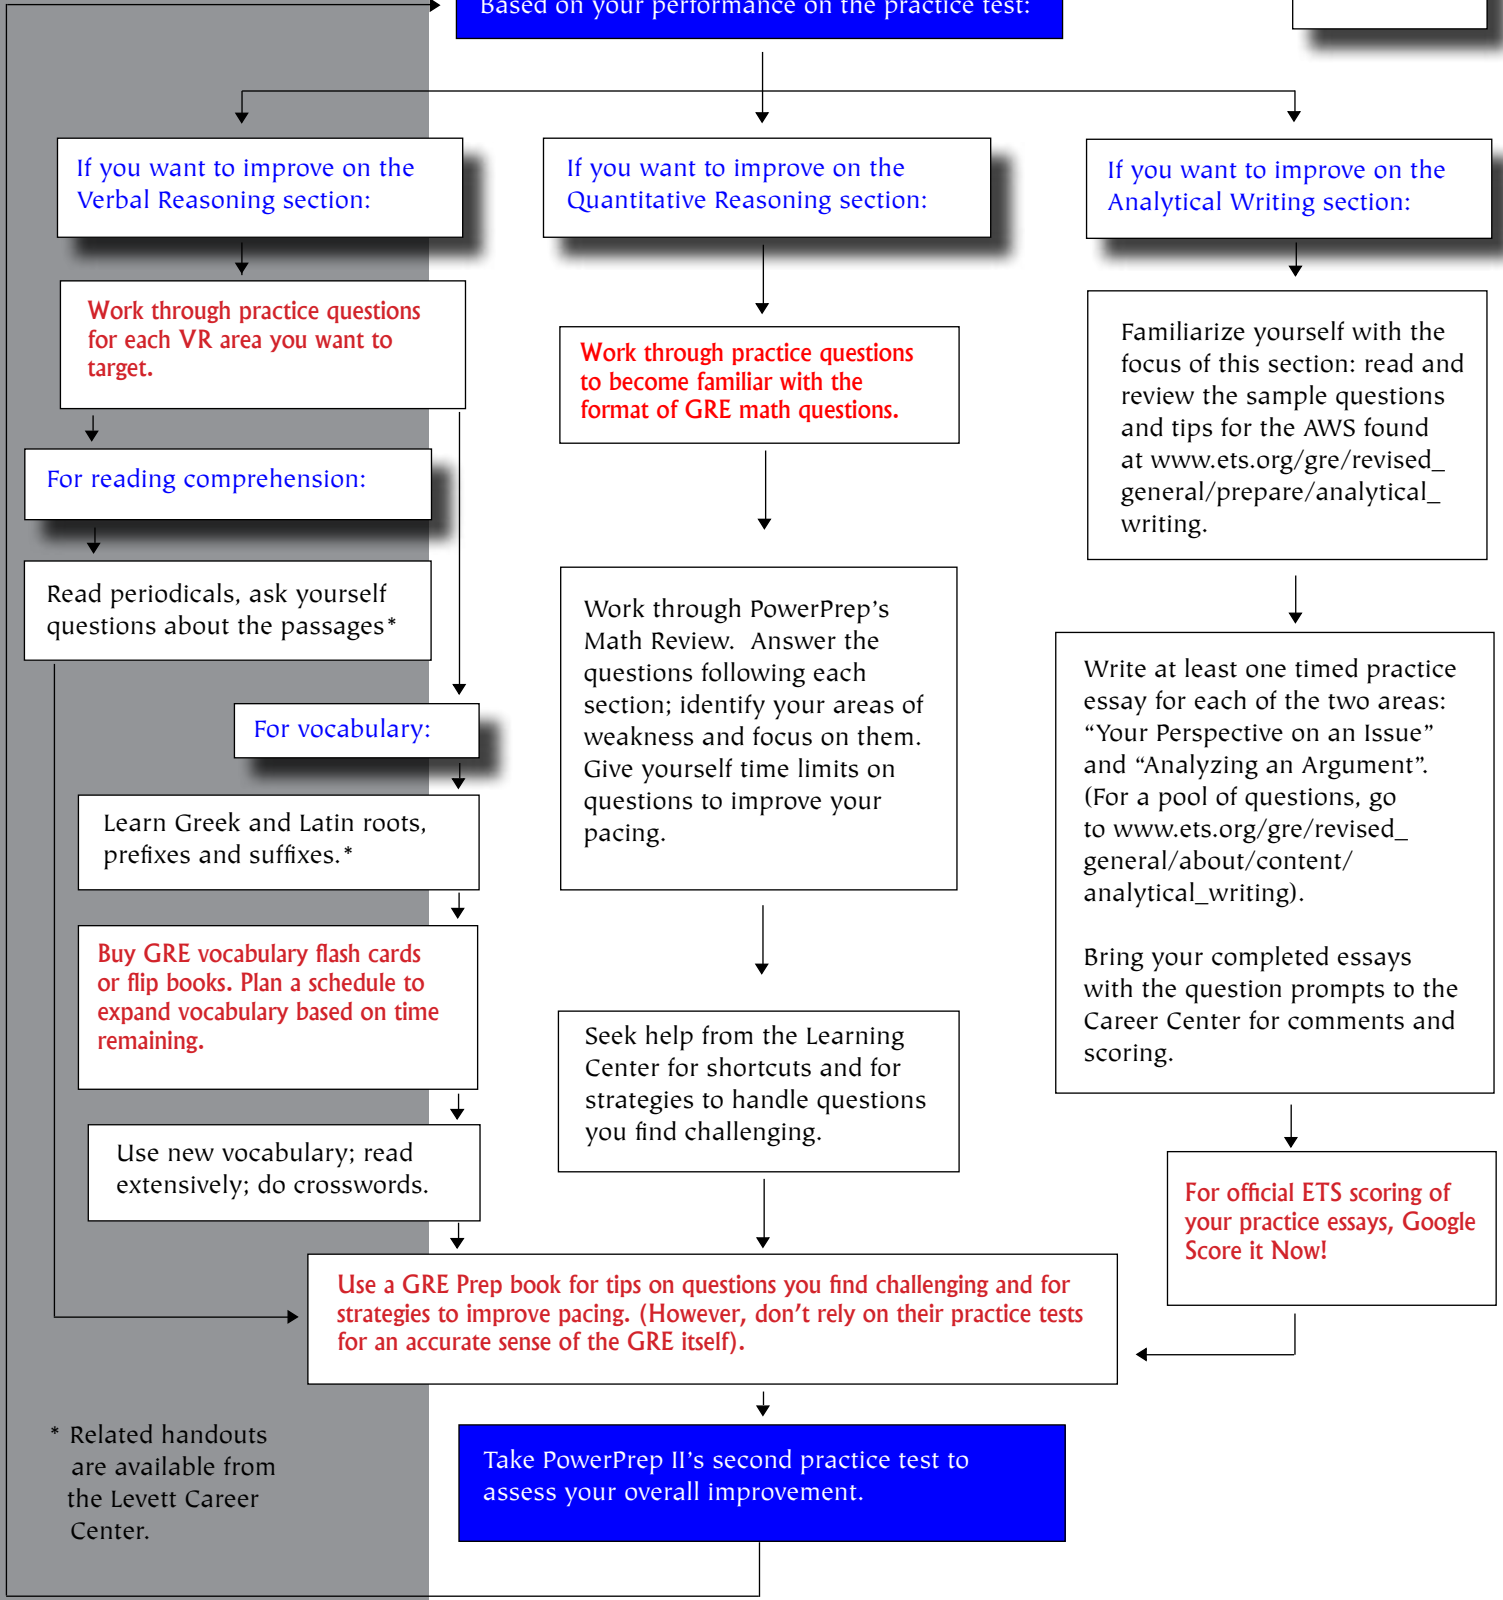 Based on your performance on the practice test:
If you want to improve on the
Verbal Reasoning section:
Work through practice questions
for each VR area you want to
target.
For reading comprehension:
Read periodicals, ask yourself
questions about the passages*
For vocabulary:
Learn Greek and Latin roots,
prefixes and suffixes.*
Buy GRE vocabulary flash cards
or flip books. Plan a schedule to
expand vocabulary based on time
remaining.
Use new vocabulary; read
extensively; do crosswords.
If you want to improve on the
Quantitative Reasoning section:
Work through practice questions
to become familiar with the
format of GRE math questions.
Work through PowerPrep’s
Math Review.  Answer the
questions following each
section; identify your areas of
weakness and focus on them.
Give yourself time limits on
questions to improve your
pacing.
Seek help from the Learning
Center for shortcuts and for
strategies to handle questions
you find challenging.
If you want to improve on the
Analytical Writing section:
Familiarize yourself with the
focus of this section: read and
review the sample questions
and tips for the AWS found
at www.ets.org/gre/revised_
general/prepare/analytical_
writing.
Write at least one timed practice
essay for each of the two areas:
“Your Perspective on an Issue”
and “Analyzing an Argument”.
(For a pool of questions, go
to www.ets.org/gre/revised_
general/about/content/
analytical_writing).
Bring your completed essays
with the question prompts to the
Career Center for comments and
scoring.
For official ETS scoring of
your practice essays, Google
Score it Now!
Use a GRE Prep book for tips on questions you find challenging and for
strategies to improve pacing. (However, don’t rely on their practice tests
for an accurate sense of the GRE itself).
Take PowerPrep II’s second practice test to
assess your overall improvement.
* Related handouts
are available from
the Levett Career
Center.